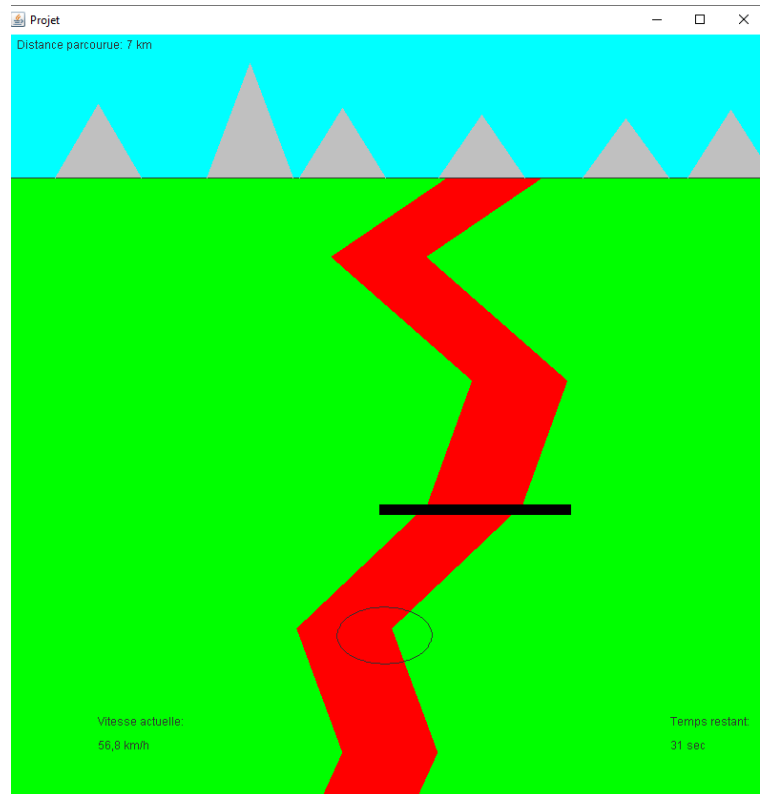 Projet
Distance parcourue: 7 km
Vitesse actuelle:
56,8 km/h
Temps restant:
31 sec